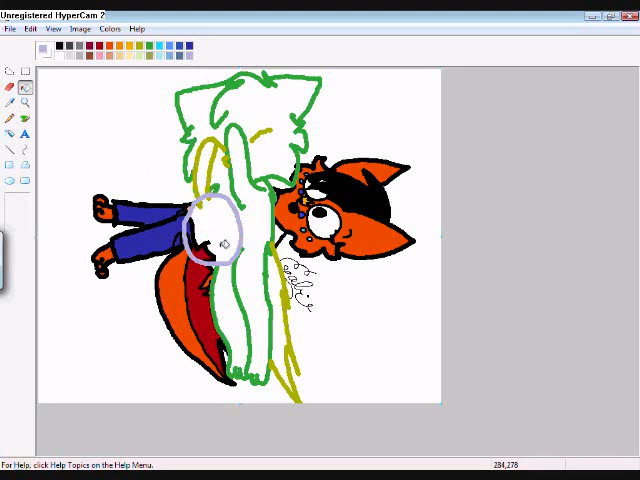 Unregistered HyperCam 2
File Edit View Image Colors Help
A
For Help, click Help Topics on the Help Menu.
284,278